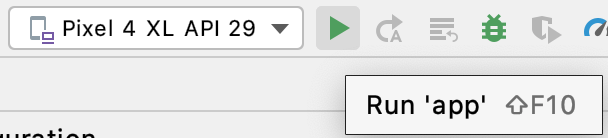 Pixel 4 XL API 29
Run 'app' ⇧F10